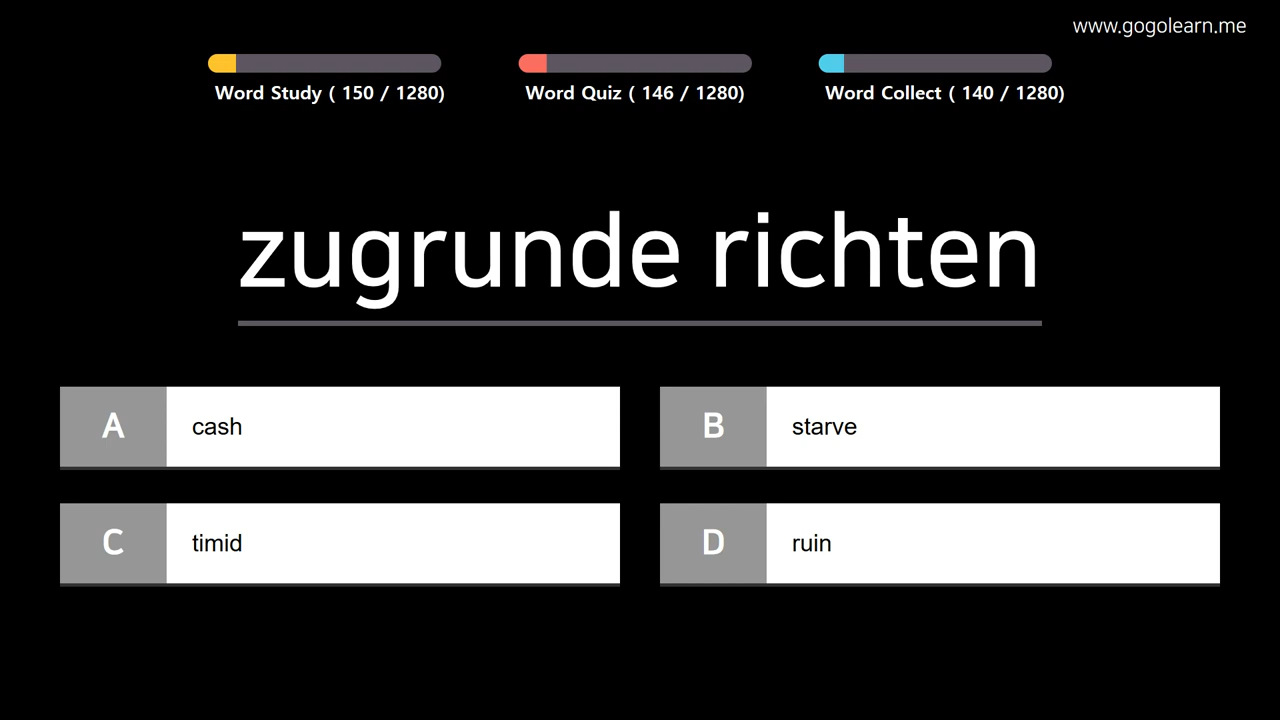 www.gogolearn.me
Word Study ( 150 / 1280)
Word Quiz ( 146 / 1280)
Word Collect ( 140 / 1280)
zugrunde richten
A cash
B starve
C timid
D ruin